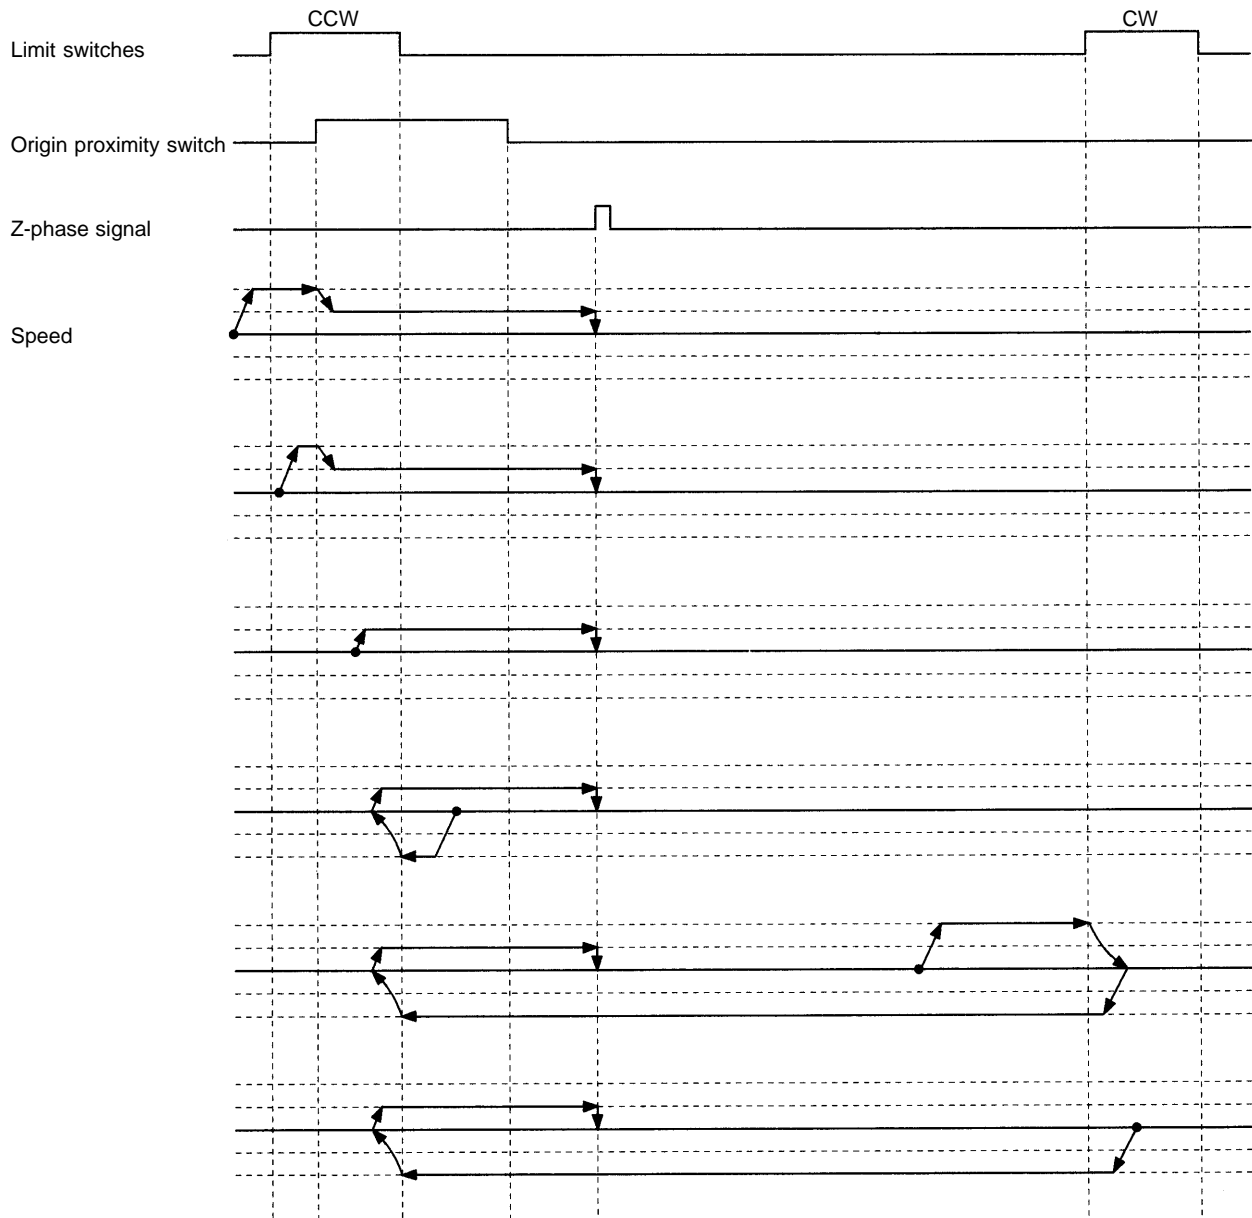 CCW
CW
Limit switches
Origin proximity switch
Z-phase signal
Speed